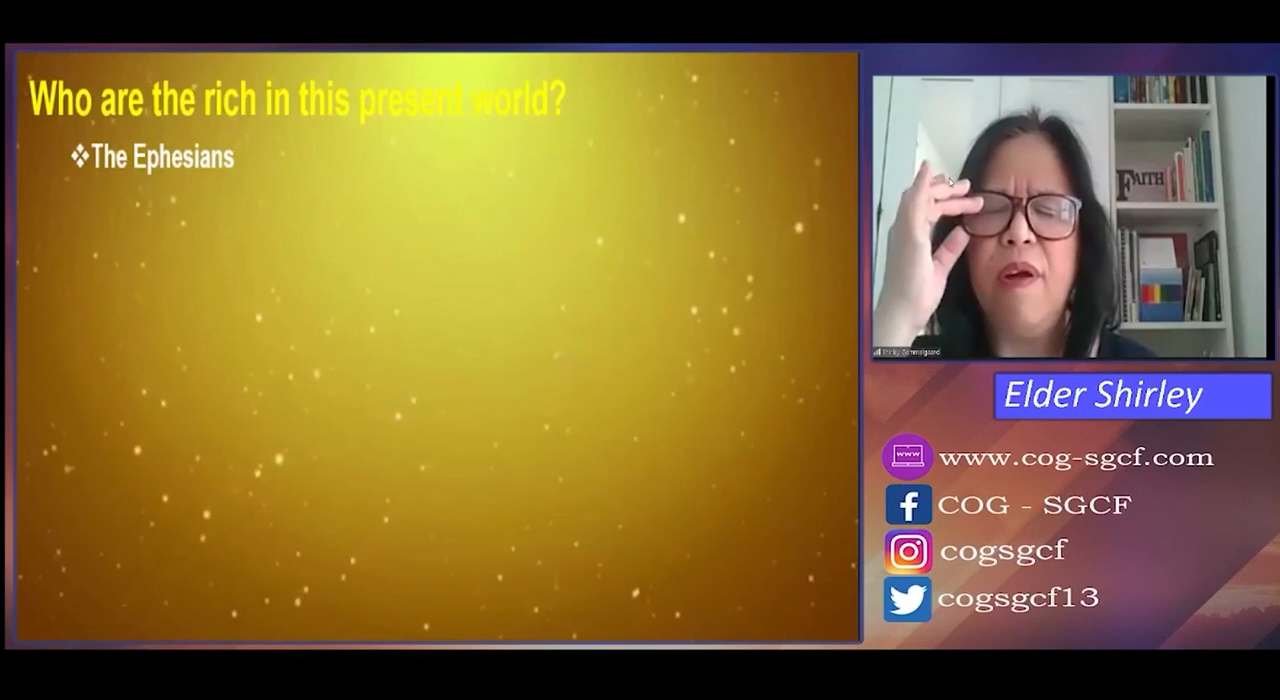 Who are the rich in this present world?
❖The Ephesians
FAITH
Elder Shirley
www
www.cog-sgcf.com
COG - SGCF
cogsgcf
cogsgcf13